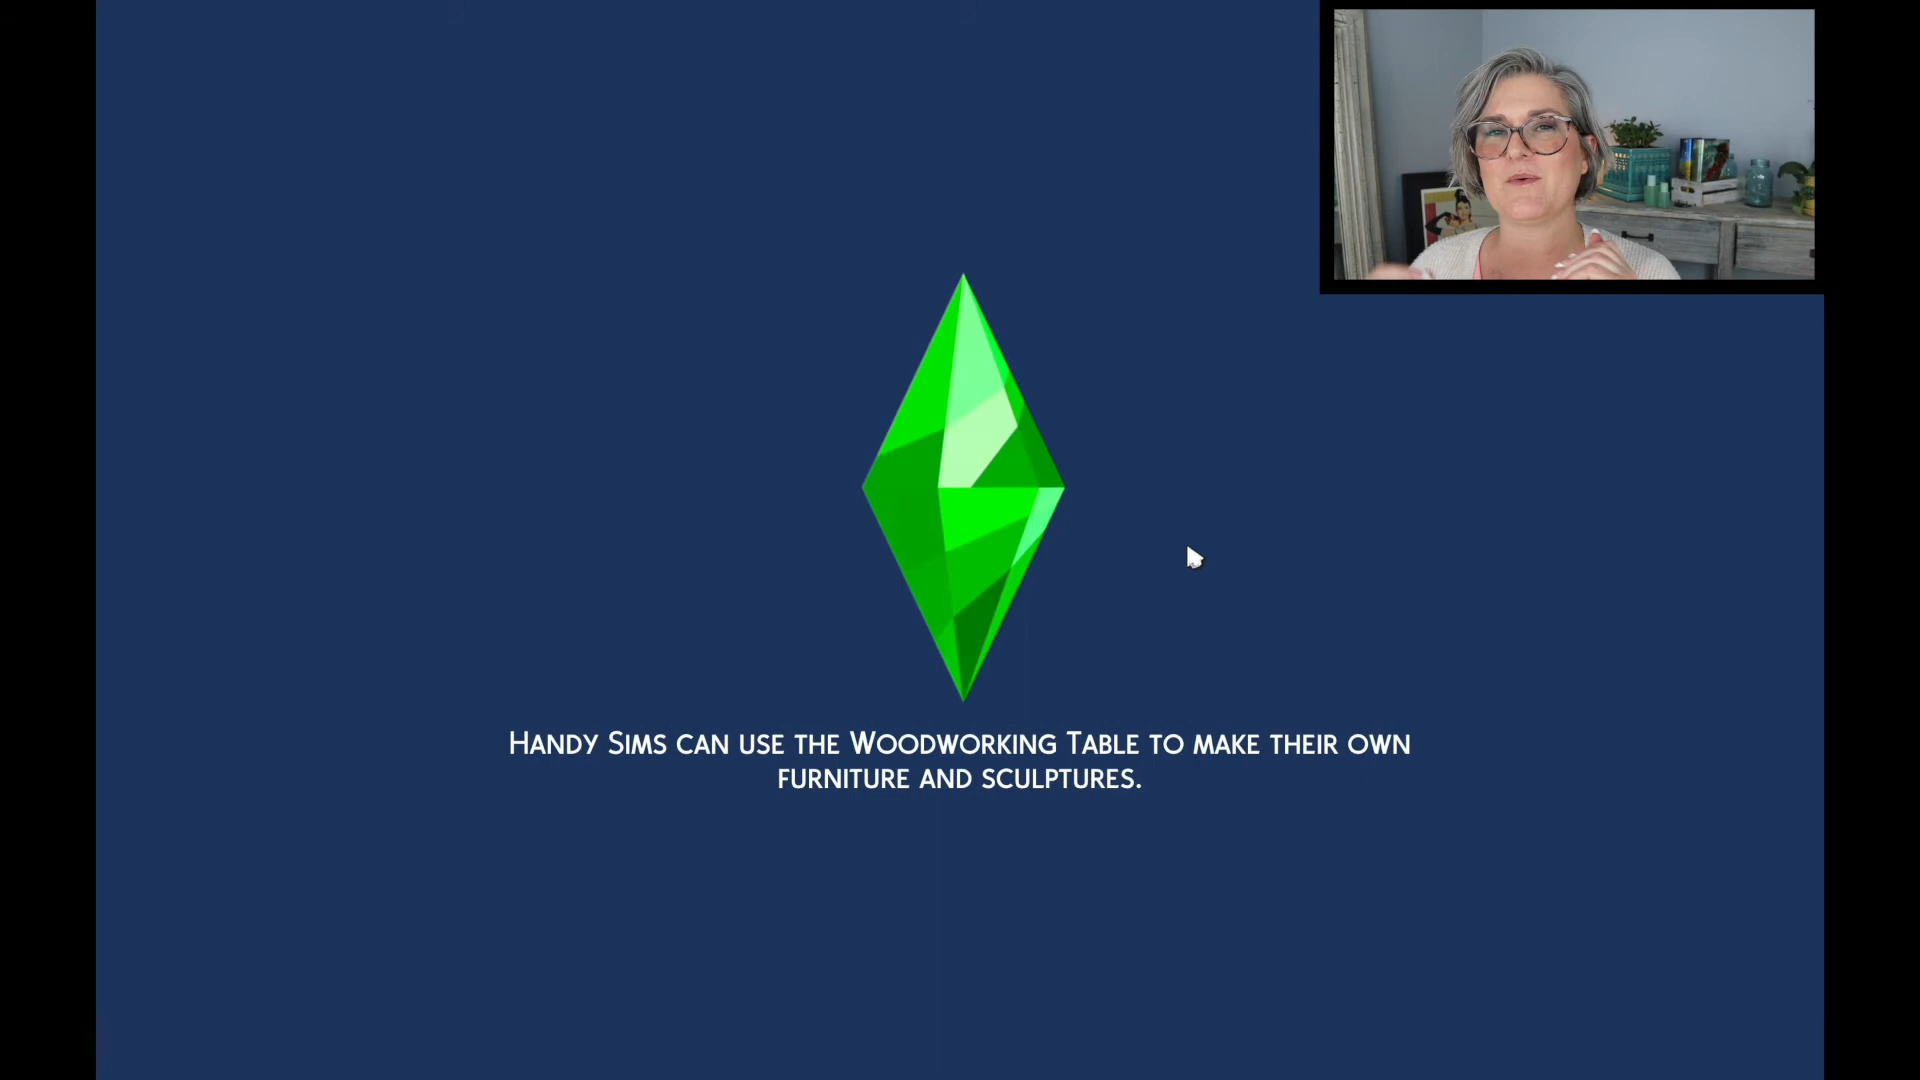 Handy Sims can use the Woodworking Table to make their own
furniture and sculptures.